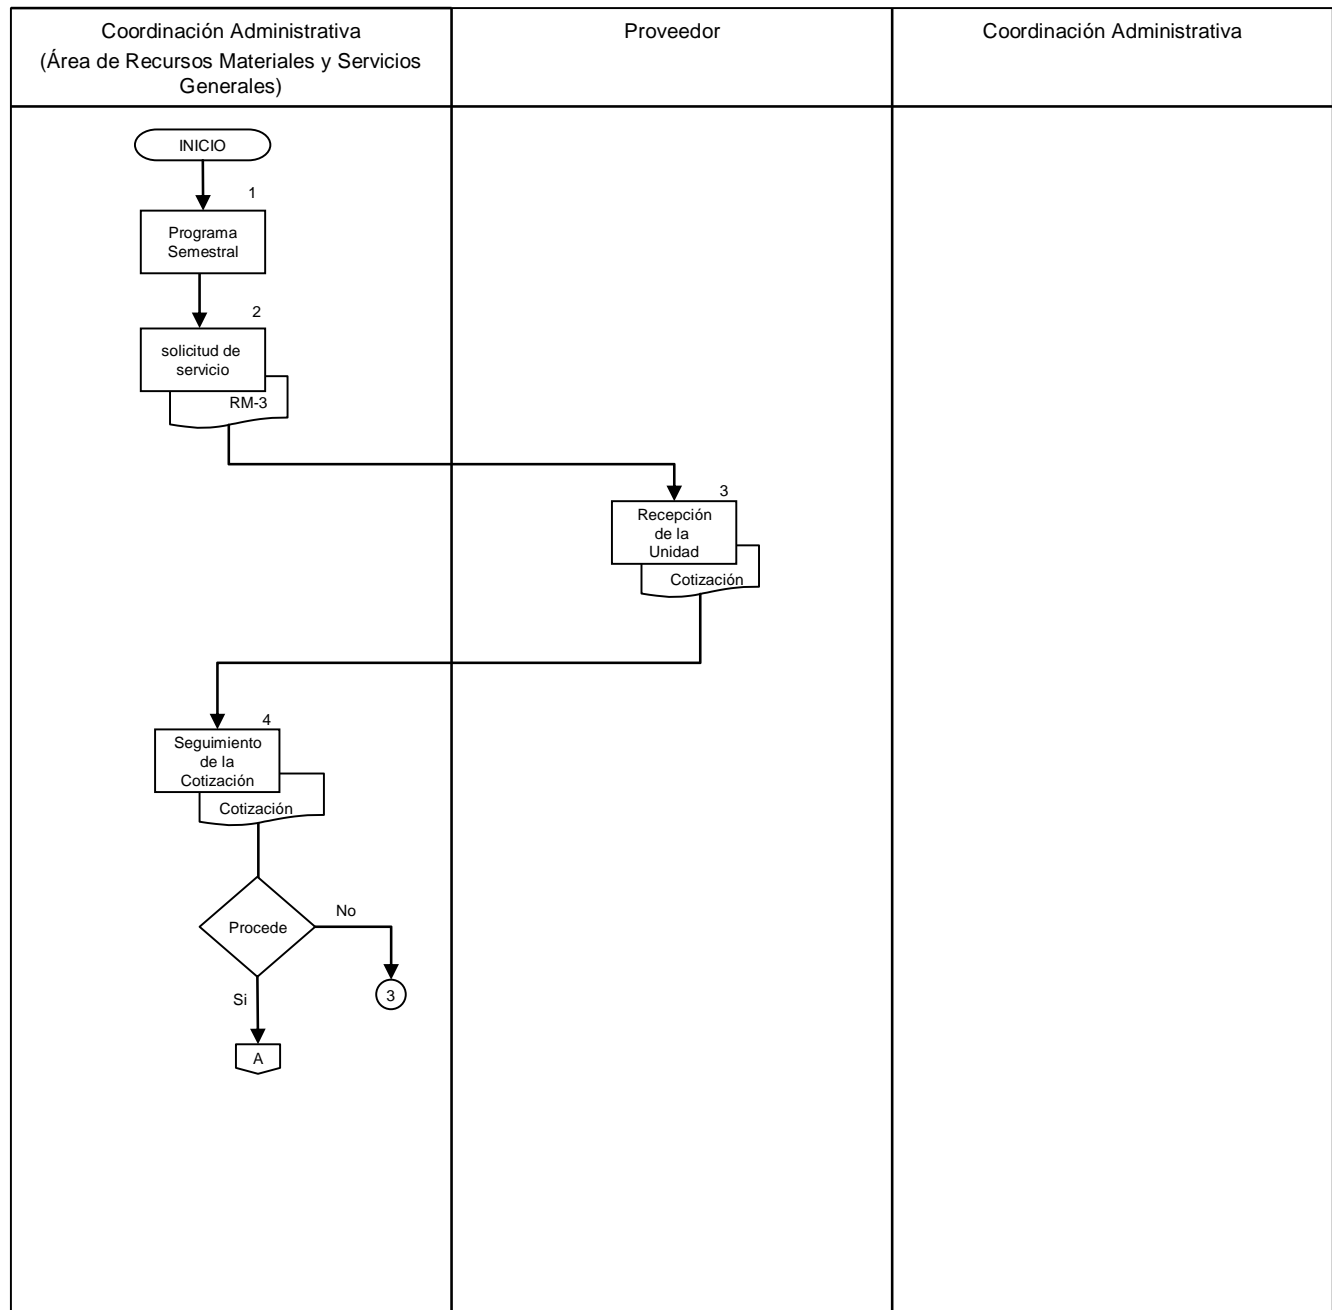 Coordinación Administrativa
(Área de Recursos Materiales y Servicios
Generales)
Proveedor
Coordinación Administrativa
INICIO
1
Programa
Semestral
2
solicitud de
servicio
RM-3
3
Recepción
de la
Unidad
Cotización
4
Seguimiento
de la
Cotización
Cotización
Procede
No
3
Si
A